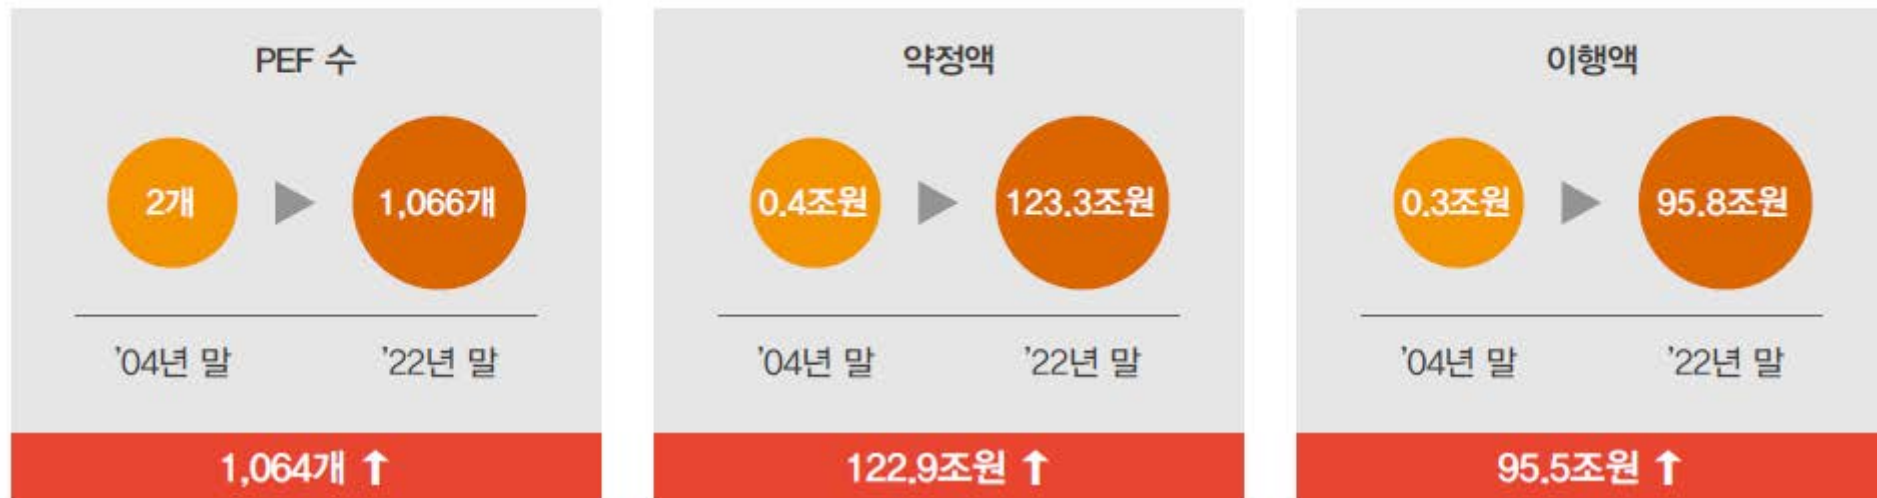 PEF 수
2개 ▶ 1,066개
'04년 말 '22년 말
1,064개 ↑
약정액
0.4조원 ▶ 123.3조원
'04년 말 '22년 말
122.9조원 ↑
이행액
0.3조원 ▶ 95.8조원
'04년 말 '22년 말
95.5조원 ↑